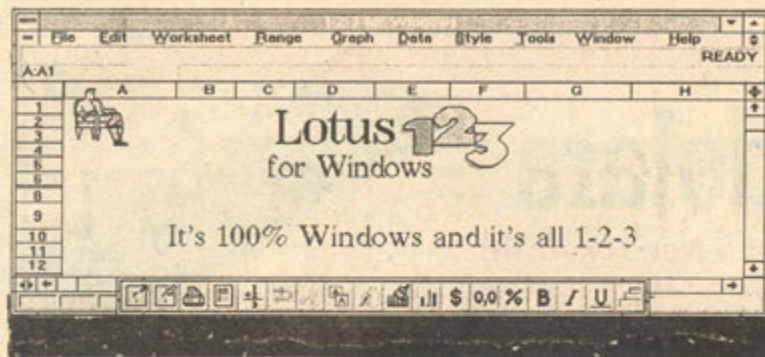 File Edit Worksheet Range Graph Data Style Tools Window Help
READY
A:A1
A B C D E F G H
1
2
3
4
5
6
8
9
10
11
12
Lotus 123
for Windows
It's 100% Windows and it's all 1-2-3
$ 0,0 % B I U